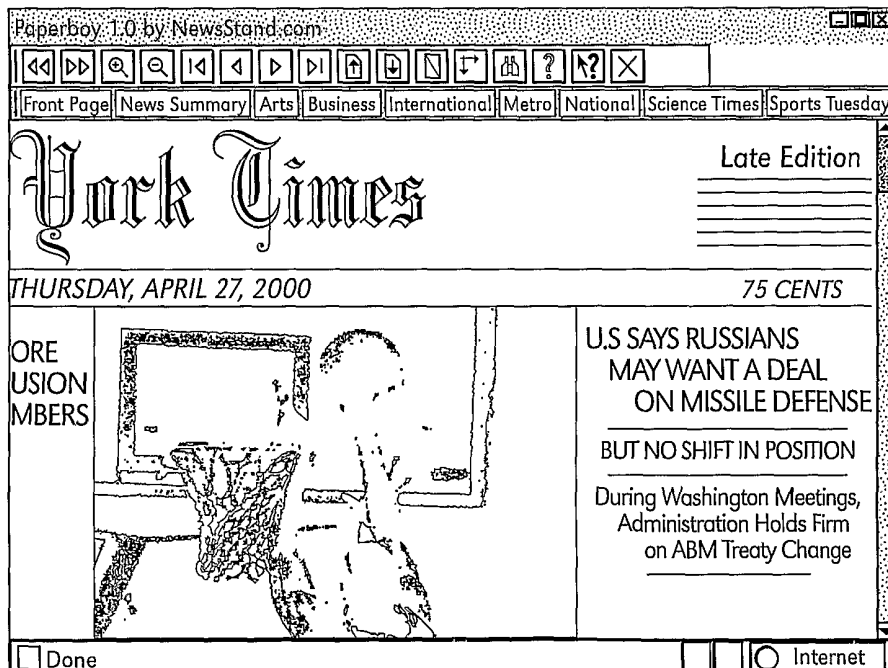 Paperboy 1.0 by NewsStand.com
?
?
Front Page News Summary Arts Business International Metro National Science Times Sports Tuesday
York Times
Late Edition
THURSDAY, APRIL 27, 2000
75 CENTS
ORE
USION
MBERS
U.S SAYS RUSSIANS
MAY WANT A DEAL
ON MISSILE DEFENSE
BUT NO SHIFT IN POSITION
During Washington Meetings,
Administration Holds Firm
on ABM Treaty Change
Done
Internet